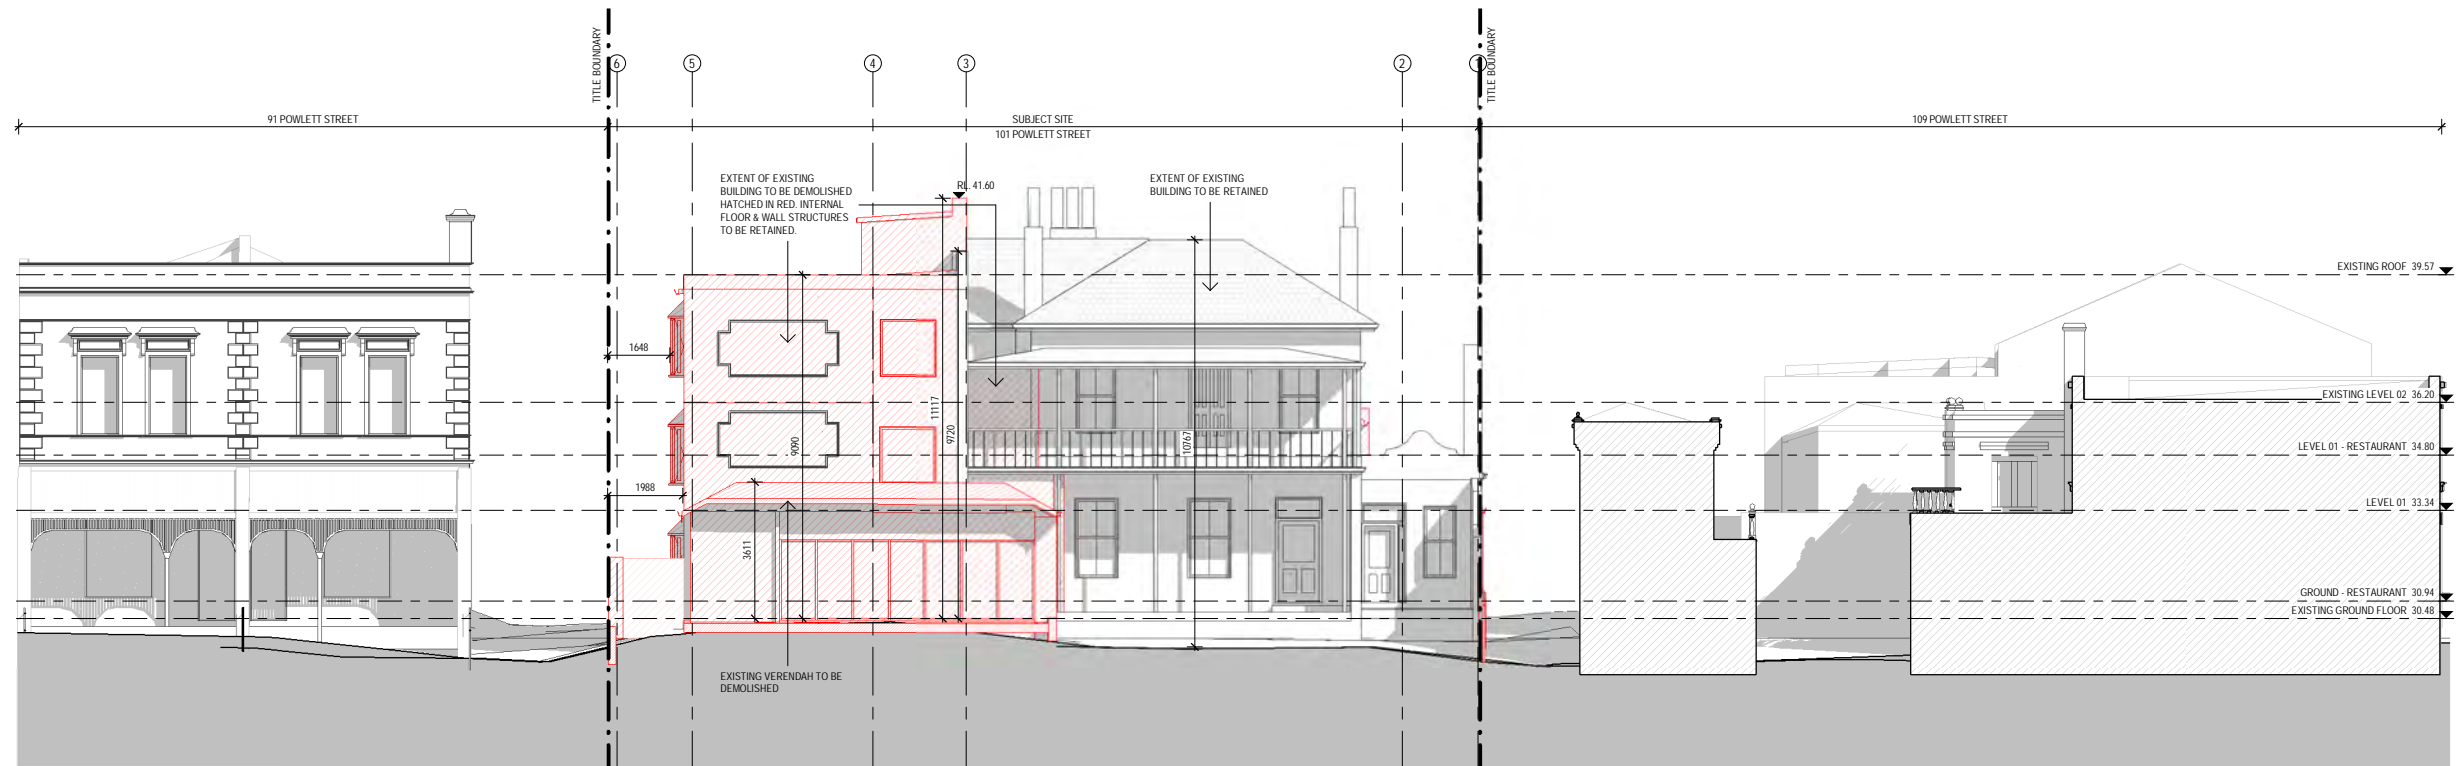 TITLE BOUNDARY
TITLE BOUNDARY
6
5
4
3
2
1
91 POWLETT STREET
SUBJECT SITE
101 POWLETT STREET
109 POWLETT STREET
EXTENT OF EXISTING
BUILDING TO BE DEMOLISHED
HATCHED IN RED. INTERNAL
FLOOR & WALL STRUCTURES
TO BE RETAINED.
RL. 41.60
EXTENT OF EXISTING
BUILDING TO BE RETAINED
EXISTING ROOF 39.57
1648
11117
9720
9090
10767
EXISTING LEVEL 02 36.20
LEVEL 01 - RESTAURANT 34.80
1988
LEVEL 01 33.34
3611
GROUND - RESTAURANT 30.94
EXISTING GROUND FLOOR 30.48
EXISTING VERENDAH TO BE
DEMOLISHED